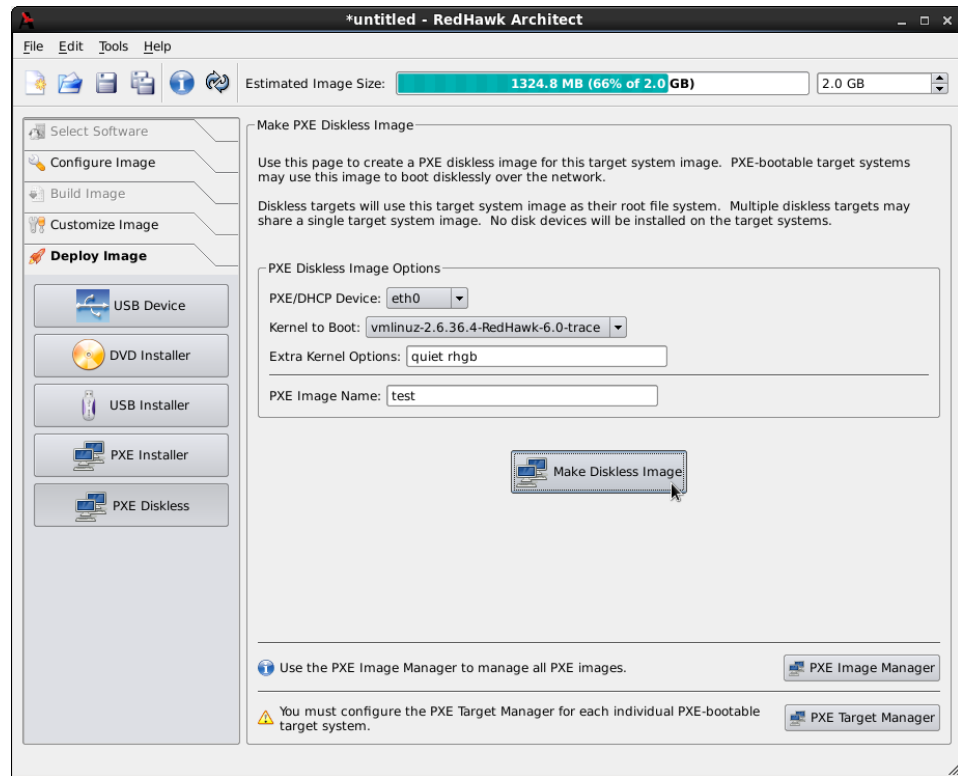 *untitled - RedHawk Architect
File Edit Tools Help
Estimated Image Size: 1324.8 MB (66% of 2.0 GB) 2.0 GB
Select Software
Configure Image
Build Image
Customize Image
Deploy Image
USB Device
DVD Installer
USB Installer
PXE Installer
PXE Diskless
Make PXE Diskless Image
Use this page to create a PXE diskless image for this target system image. PXE-bootable target systems
may use this image to boot disklessly over the network.
Diskless targets will use this target system image as their root file system. Multiple diskless targets may
share a single target system image. No disk devices will be installed on the target systems.
PXE Diskless Image Options
PXE/DHCP Device: eth0
Kernel to Boot: vmlinuz-2.6.36.4-RedHawk-6.0-trace
Extra Kernel Options: quiet rhgb
PXE Image Name: test
Make Diskless Image
Use the PXE Image Manager to manage all PXE images. PXE Image Manager
You must configure the PXE Target Manager for each individual PXE-bootable
target system.
PXE Target Manager